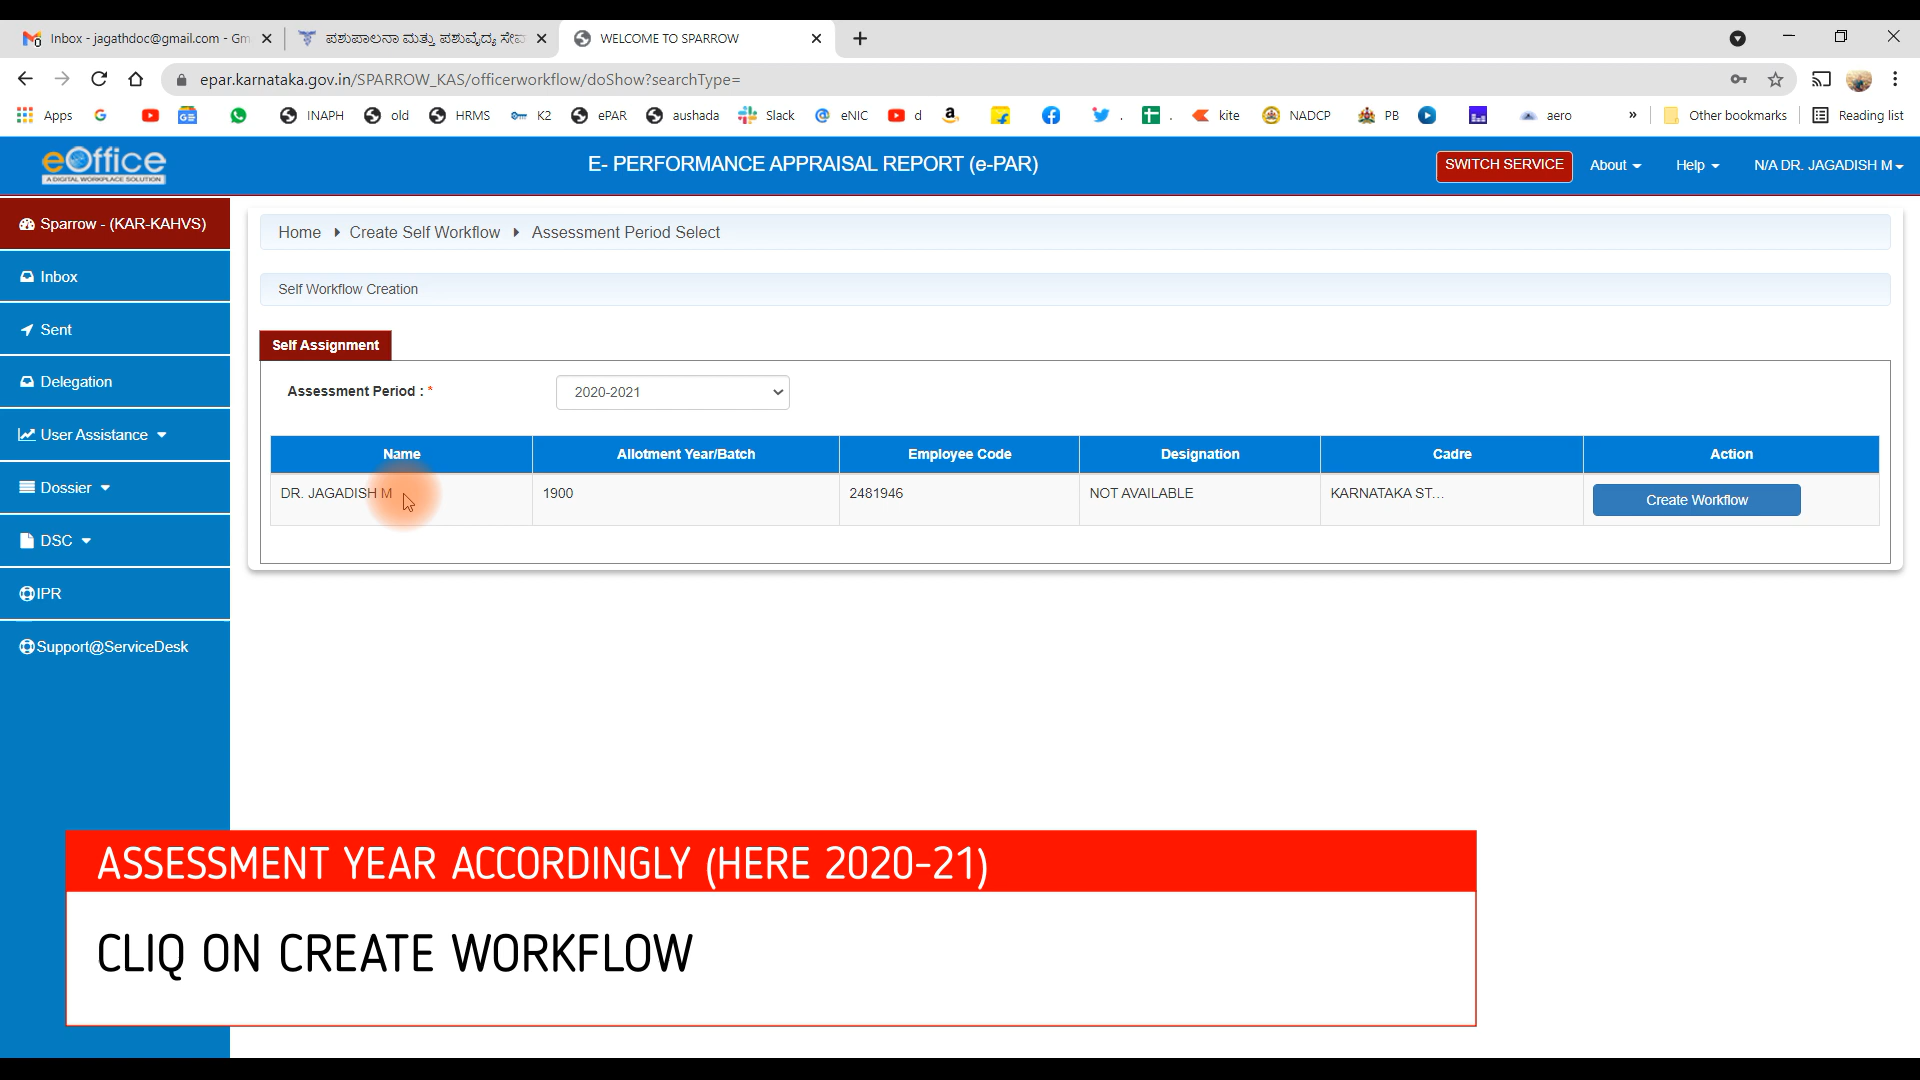 Inbox - jagathdoc@gmail.com - Gm
ಪಶುಪಾಲನಾ ಮತ್ತು ಪಶುವೈದ್ಯ ಸೇವ
WELCOME TO SPARROW
epar.karnataka.gov.in/SPARROW_KAS/officerworkflow/doShow?searchType=
Apps INAPH old HRMS K2 ePAR aushada Slack eNIC d . . kite NADCP PB aero » Other bookmarks Reading list
eOffice
A DIGITAL WORKPLACE SOLUTION
E- PERFORMANCE APPRAISAL REPORT (e-PAR)
SWITCH SERVICE About Help N/A DR. JAGADISH M
Sparrow - (KAR-KAHVS)
Inbox
Sent
Delegation
User Assistance
Dossier
DSC
IPR
Support@ServiceDesk
Home Create Self Workflow Assessment Period Select
Self Workflow Creation
Self Assignment
Assessment Period : * 2020-2021
Name Allotment Year/Batch Employee Code Designation Cadre Action
DR. JAGADISH M 1900 2481946 NOT AVAILABLE KARNATAKA ST... Create Workflow
ASSESSMENT YEAR ACCORDINGLY (HERE 2020-21)
CLIQ ON CREATE WORKFLOW